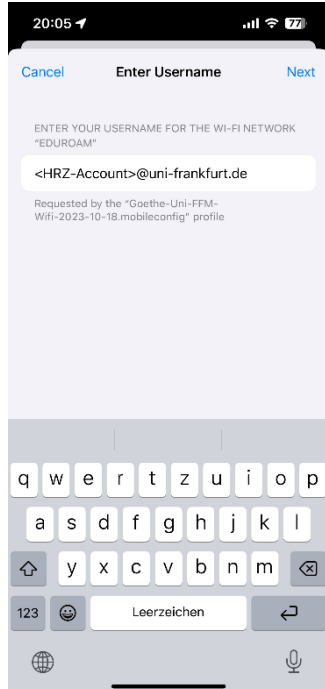 20:05
77
Cancel Enter Username Next
ENTER YOUR USERNAME FOR THE WI-FI NETWORK
"EDUROAM"
<HRZ-Account>@uni-frankfurt.de
Requested by the "Goethe-Uni-FFM-
Wifi-2023-10-18.mobileconfig" profile
q w e r t z u i o p
a s d f g h j k l
y x c v b n m
123 Leerzeichen